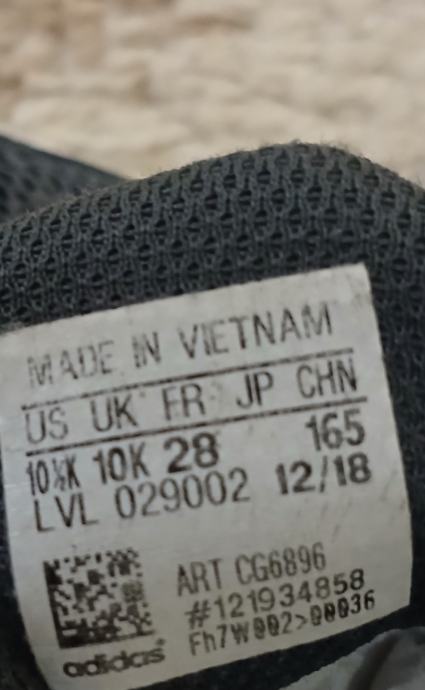 MADE IN VIETNAM
US UK FR JP CHN
10½K 10K 28 165
LVL 029002 12/18
ART CG6896
#121934858
Fh7W002>00036
adidas